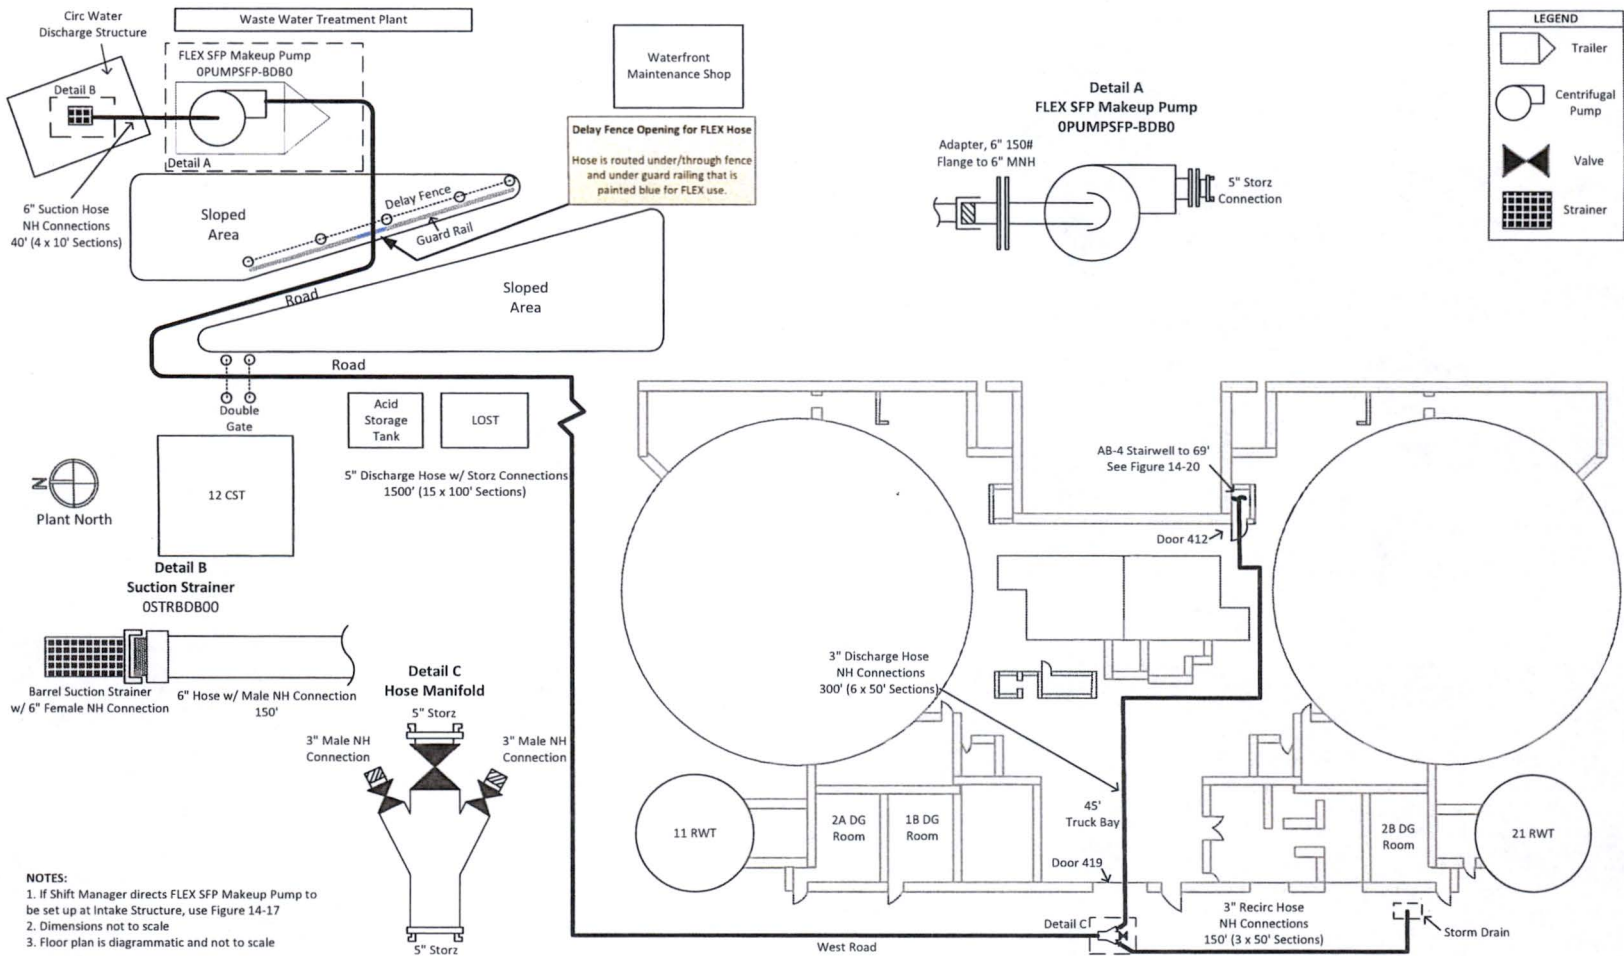 Circ Water
Discharge Structure
Waste Water Treatment Plant
FLEX SFP Makeup Pump
0PUMPSFP-BDB0
Detail B
Detail A
6" Suction Hose
NH Connections
40' (4 x 10' Sections)
Sloped
Area
Delay Fence
Guard Rail
Waterfront
Maintenance Shop
Delay Fence Opening for FLEX Hose
Hose is routed under/through fence
and under guard railing that is
painted blue for FLEX use.
Detail A
FLEX SFP Makeup Pump
0PUMPSFP-BDB0
Adapter, 6" 150#
Flange to 6" MNH
5" Storz
Connection
LEGEND
Trailer
Centrifugal
Pump
Valve
Strainer
Road
Sloped
Area
Road
Double
Gate
Acid
Storage
Tank
LOST
5" Discharge Hose w/ Storz Connections
1500' (15 x 100' Sections)
N
Plant North
12 CST
Detail B
Suction Strainer
0STRBDB00
Barrel Suction Strainer
w/ 6" Female NH Connection
6" Hose w/ Male NH Connection
150'
Detail C
Hose Manifold
5" Storz
3" Male NH
Connection
3" Male NH
Connection
5" Storz
AB-4 Stairwell to 69'
See Figure 14-20
Door 412
3" Discharge Hose
NH Connections
300' (6 x 50' Sections)
45'
Truck Bay
11 RWT
2A DG
Room
1B DG
Room
2B DG
Room
21 RWT
Door 419
Detail C
West Road
3" Recirc Hose
NH Connections
150' (3 x 50' Sections)
Storm Drain
NOTES:
1. If Shift Manager directs FLEX SFP Makeup Pump to
be set up at Intake Structure, use Figure 14-17
2. Dimensions not to scale
3. Floor plan is diagrammatic and not to scale